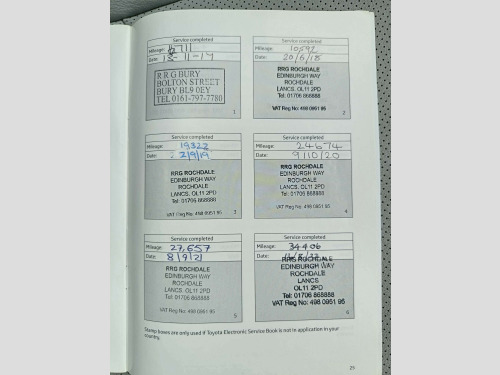 Service completed
Mileage: 6711
Date: 13-11-17
R R G BURY
BOLTON STREET
BURY BL9 0EY
TEL 0161-797-7780
1
Service completed
Mileage: 10592
Date: 20/6/18
RRG ROCHDALE
EDINBURGH WAY
ROCHDALE
LANCS. OL11 2PD
Tel: 01706 868888
VAT Reg No: 498 0951 95
2
Service completed
Mileage: 19322
Date: 2/9/19
RRG ROCHDALE
EDINBURGH WAY
ROCHDALE
LANCS. OL11 2PD
Tel: 01706 868888
VAT Reg No: 498 0951 95
3
Service completed
Mileage: 24674
Date: 9/10/20
RRG ROCHDALE
EDINBURGH WAY
ROCHDALE
LANCS. OL11 2PD
Tel: 01706 868888
VAT Reg No: 498 0951 95
4
Service completed
Mileage: 27,657
Date: 8/9/21
RRG ROCHDALE
EDINBURGH WAY
ROCHDALE
LANCS. OL11 2PD
Tel: 01706 868888
VAT Reg No: 498 0951 95
5
Service completed
Mileage: 34406
Date:
RRG ROCHDALE
EDINBURGH WAY
ROCHDALE
LANCS.
OL11 2PD
Tel: 01706 868888
VAT Reg No: 498 0951 95
6
Stamp boxes are only used if Toyota Electronic Service Book is not in application in your
country.
25